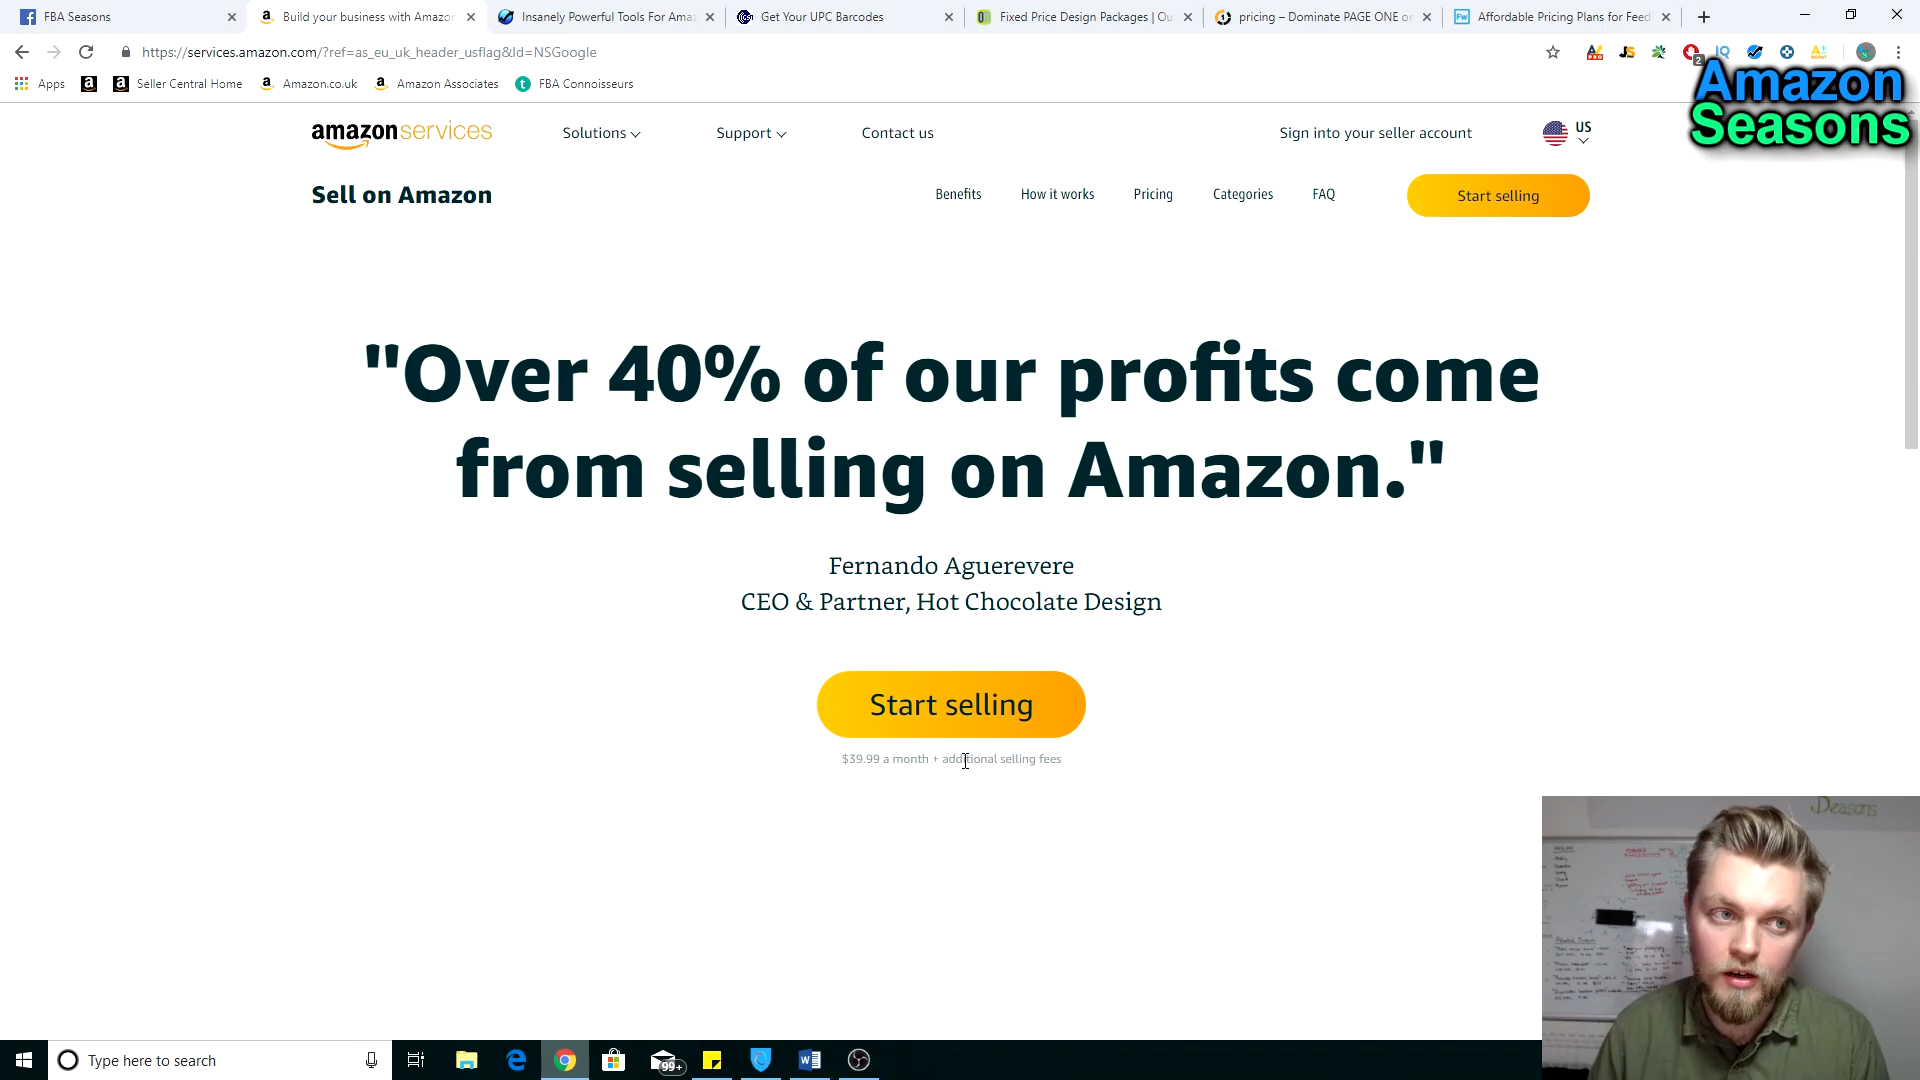 FBA Seasons
Build your business with Amazon
Insanely Powerful Tools For Ama
Get Your UPC Barcodes
Fixed Price Design Packages | Ou
pricing – Dominate PAGE ONE or
Affordable Pricing Plans for Feed
https://services.amazon.com/?ref=as_eu_uk_header_usflag&ld=NSGoogle
Apps
Seller Central Home
Amazon.co.uk
Amazon Associates
FBA Connoisseurs
Amazon
Seasons
amazonservices
Solutions
Support
Contact us
Sign into your seller account
US
Sell on Amazon
Benefits
How it works
Pricing
Categories
FAQ
Start selling
"Over 40% of our profits come
from selling on Amazon."
Fernando Aguerevere
CEO & Partner, Hot Chocolate Design
Start selling
$39.99 a month + additional selling fees
Type here to search
99+